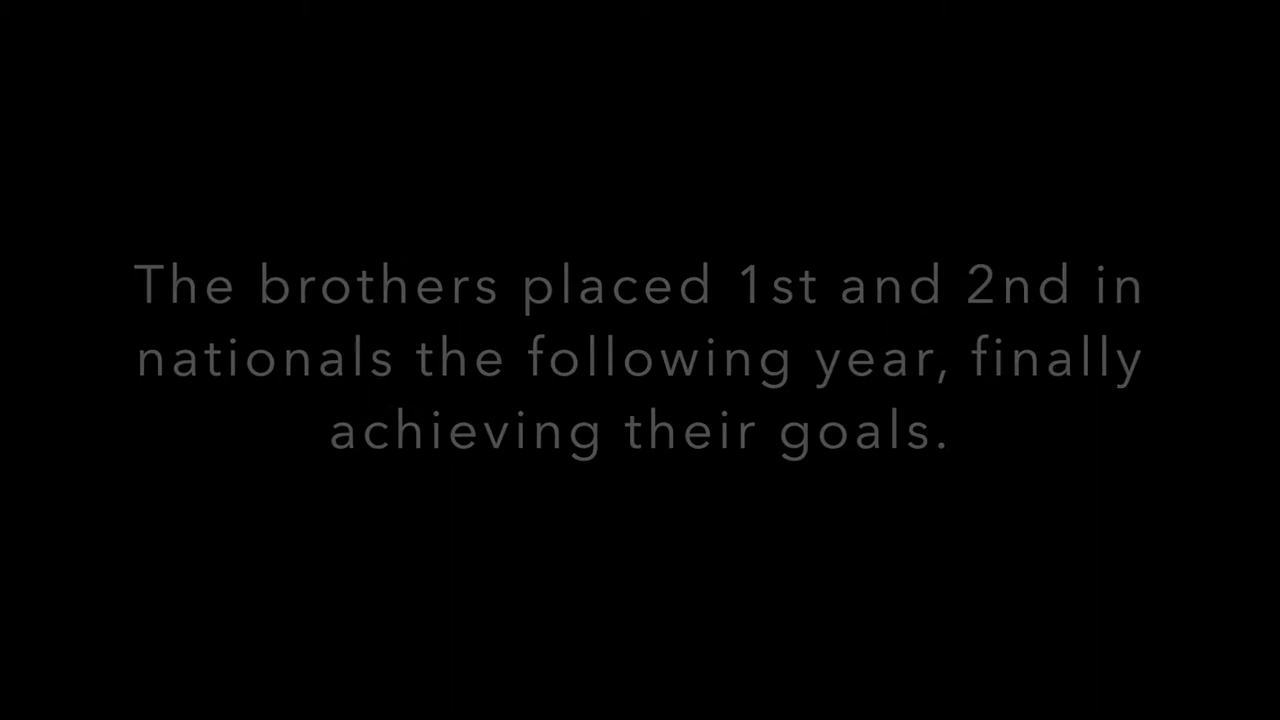 The brothers placed 1st and 2nd in
nationals the following year, finally
achieving their goals.